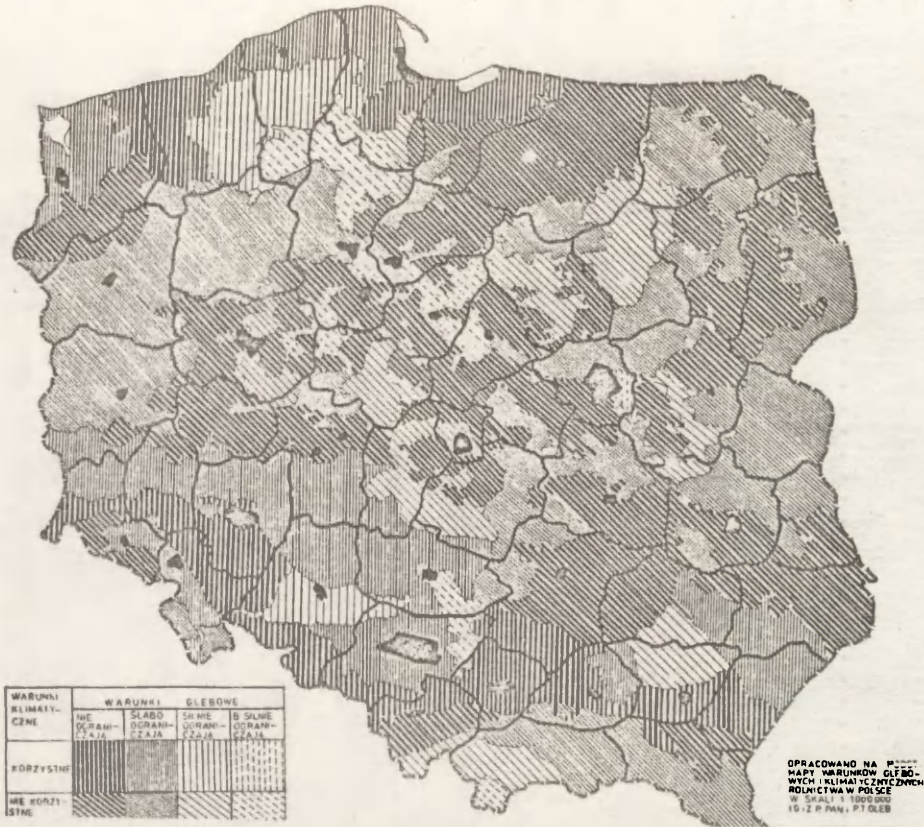 WARUNKI
KLIMATY-
CZNE
WARUNKI GLEBOWE
NIE
OGRANI-
CZAJĄ
SŁABO
OGRANI-
CZAJĄ
SILNIE
OGRANI-
CZAJĄ
B SILNIE
OGRANI-
CZAJĄ
KORZYSTNE
NIE KORZY-
STNE
OPRACOWANO NA
MAPY WARUNKÓW GLEBO-
WYCH I KLIMATYCZNYCZNYCH
ROLNICTWA W POLSCE
W SKALI 1 1000000